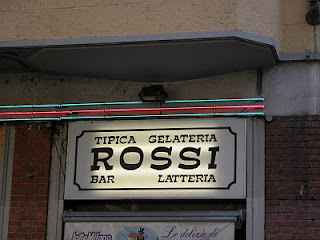 TIPICA GELATERIA
ROSSI
BAR LATTERIA
Le delizie di